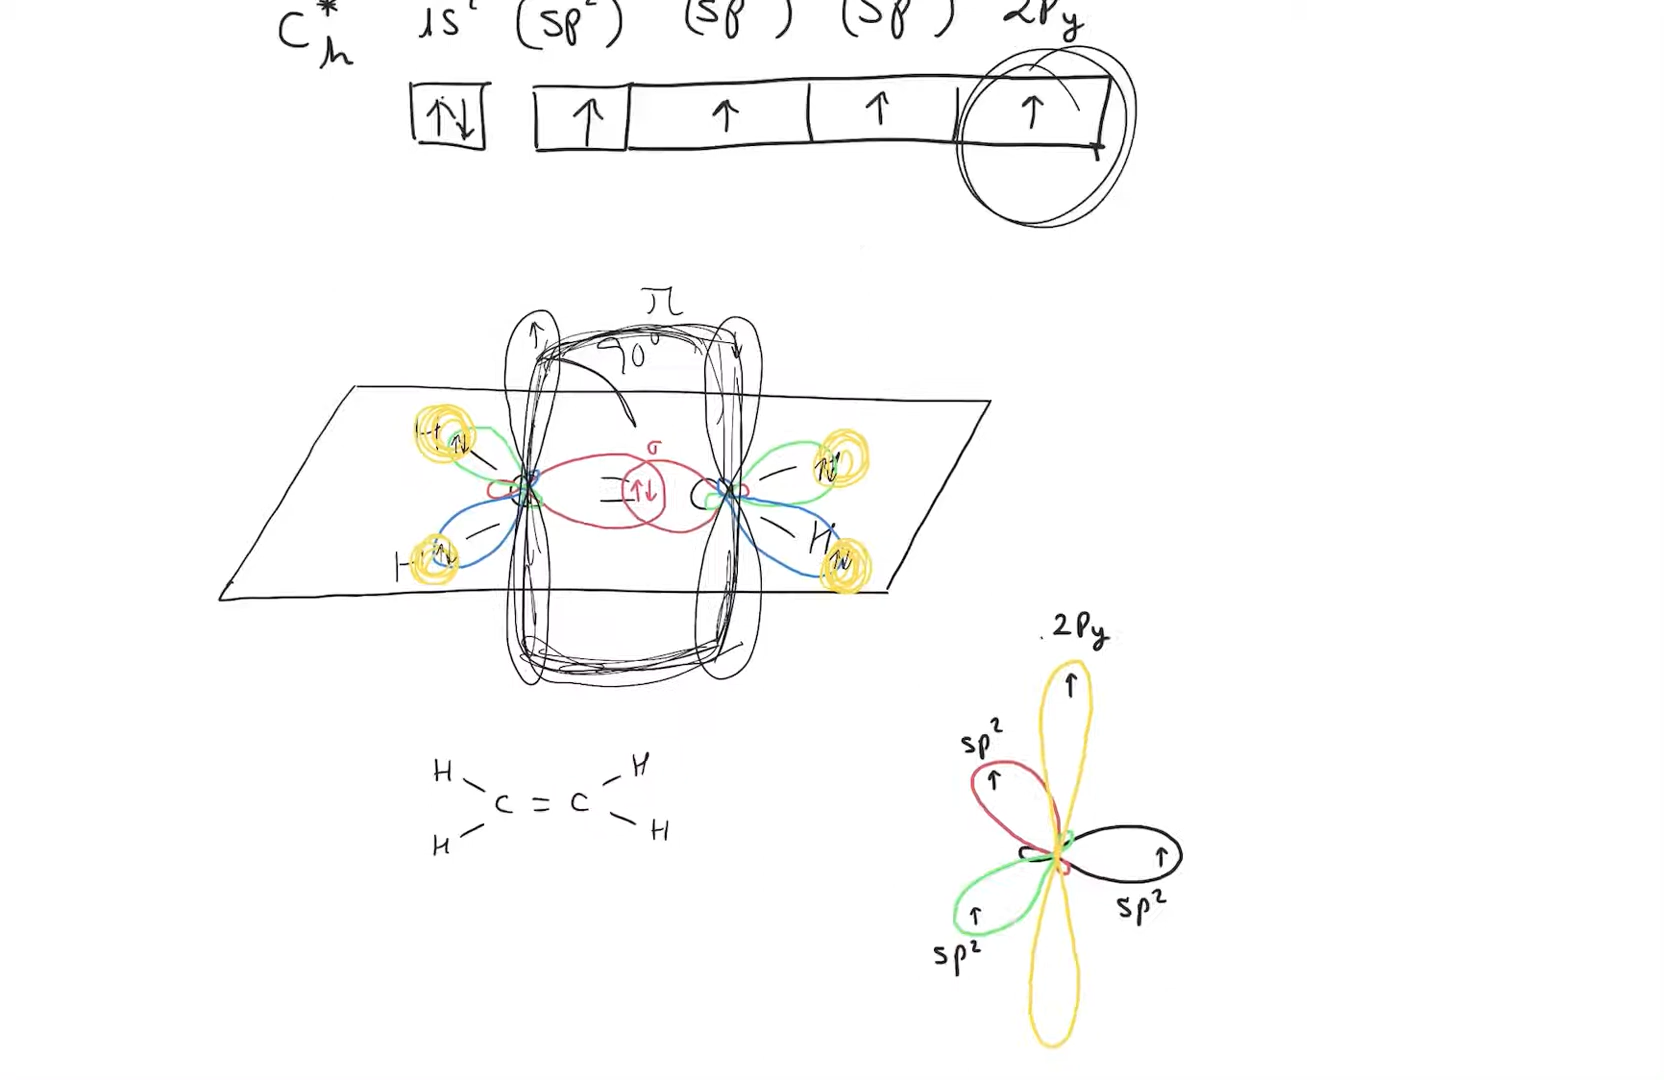 C*h 1s² (sp²) (sp²) (sp²) 2Py
↑↓ ↑ ↑ ↑ ↑
π
↑ 90° ↓
H ↑↓ σ ↑↓
= ↑↓
H ↑↓ H ↑↓
2Py
↑
H H
C = C
H H
sp²
↑
↑
sp²
↑
sp²